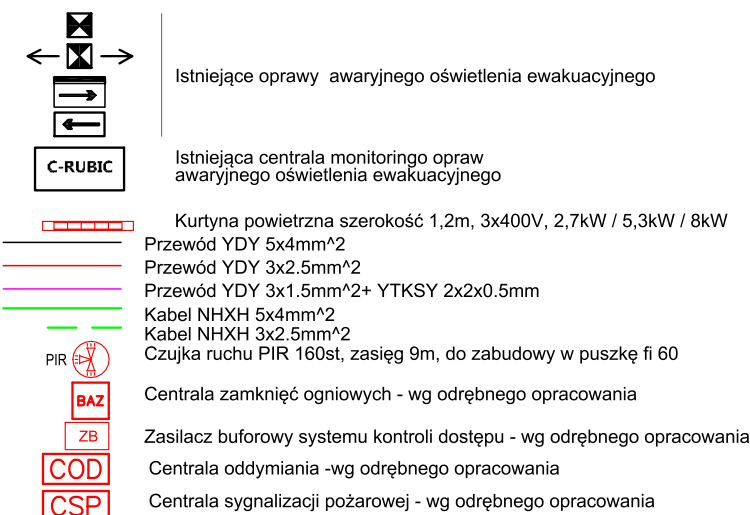 Istniejące oprawy awaryjnego oświetlenia ewakuacyjnego
C-RUBIC
Istniejąca centrala monitoringo opraw
awaryjnego oświetlenia ewakuacyjnego
Kurtyna powietrzna szerokość 1,2m, 3x400V, 2,7kW / 5,3kW / 8kW
Przewód YDY 5x4mm^2
Przewód YDY 3x2.5mm^2
Przewód YDY 3x1.5mm^2+ YTKSY 2x2x0.5mm
Kabel NHXH 5x4mm^2
Kabel NHXH 3x2.5mm^2
PIR Czujka ruchu PIR 160st, zasięg 9m, do zabudowy w puszkę fi 60
BAZ Centrala zamknięć ogniowych - wg odrębnego opracowania
ZB Zasilacz buforowy systemu kontroli dostępu - wg odrębnego opracowania
COD Centrala oddymiania -wg odrębnego opracowania
CSP Centrala sygnalizacji pożarowej - wg odrębnego opracowania